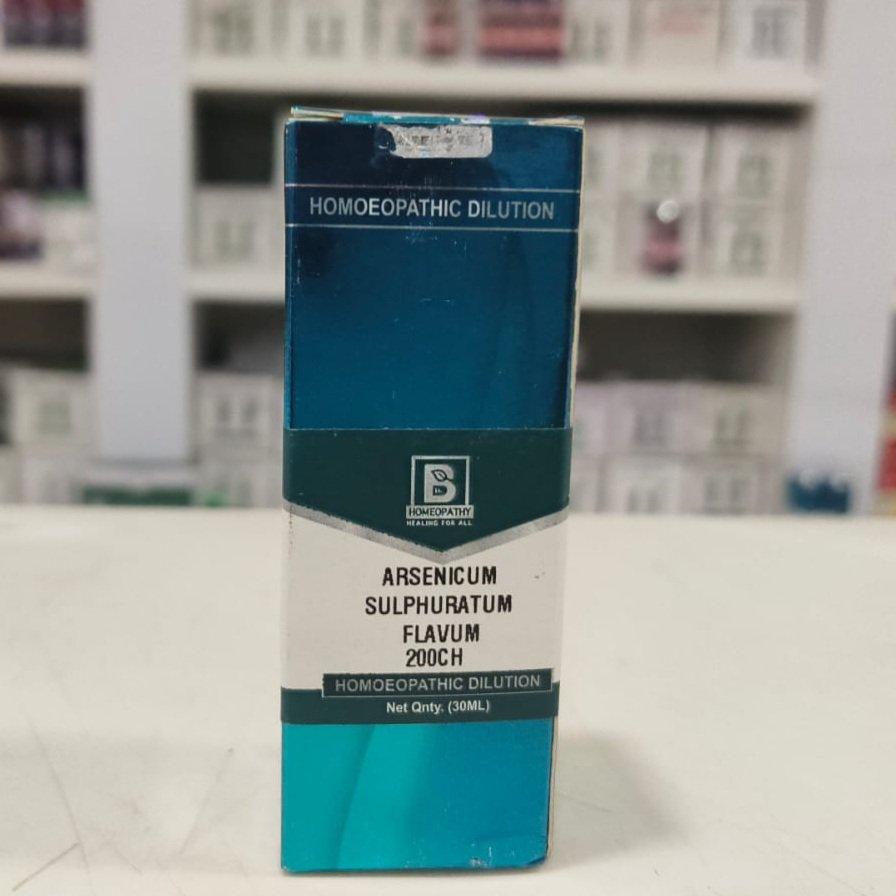 HOMOEOPATHIC DILUTION
B
HOMEOPATHY
HEALING FOR ALL
ARSENICUM
SULPHURATUM
FLAVUM
200CH
HOMOEOPATHIC DILUTION
Net Qnty. (30ML)